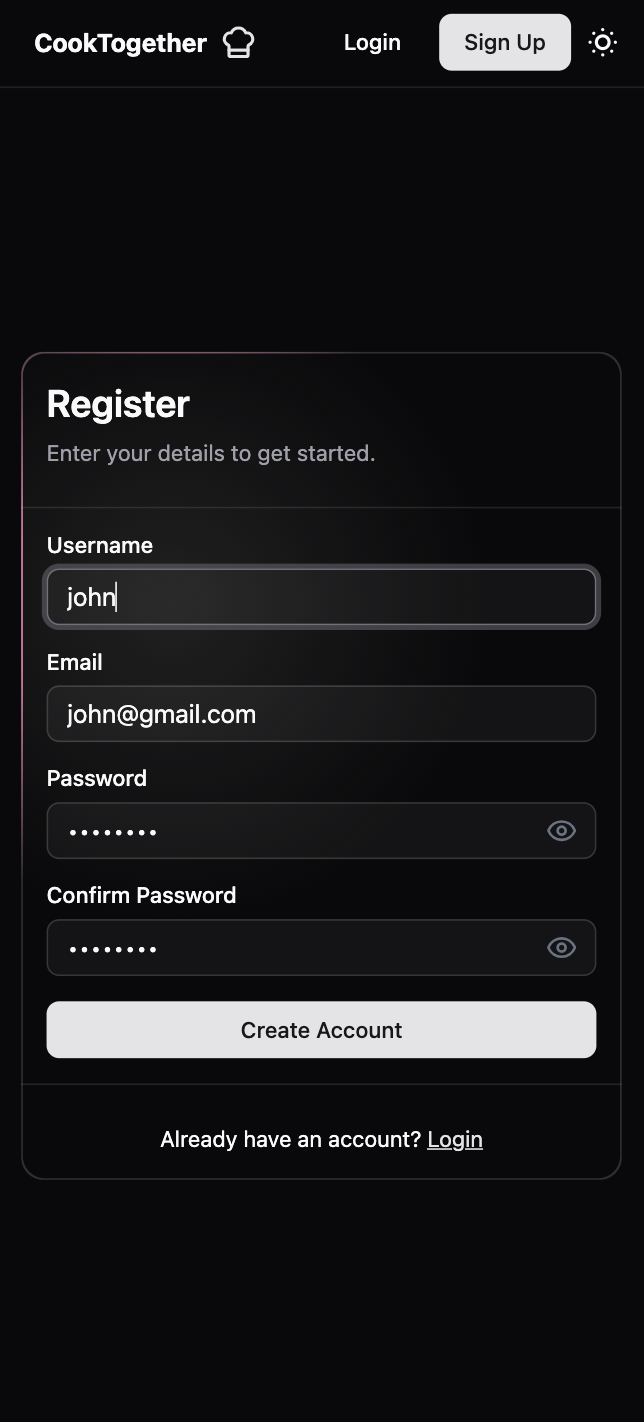 CookTogether Login Sign Up
Register
Enter your details to get started.
Username
john
Email
john@gmail.com
Password
••••••••
Confirm Password
••••••••
Create Account
Already have an account? Login